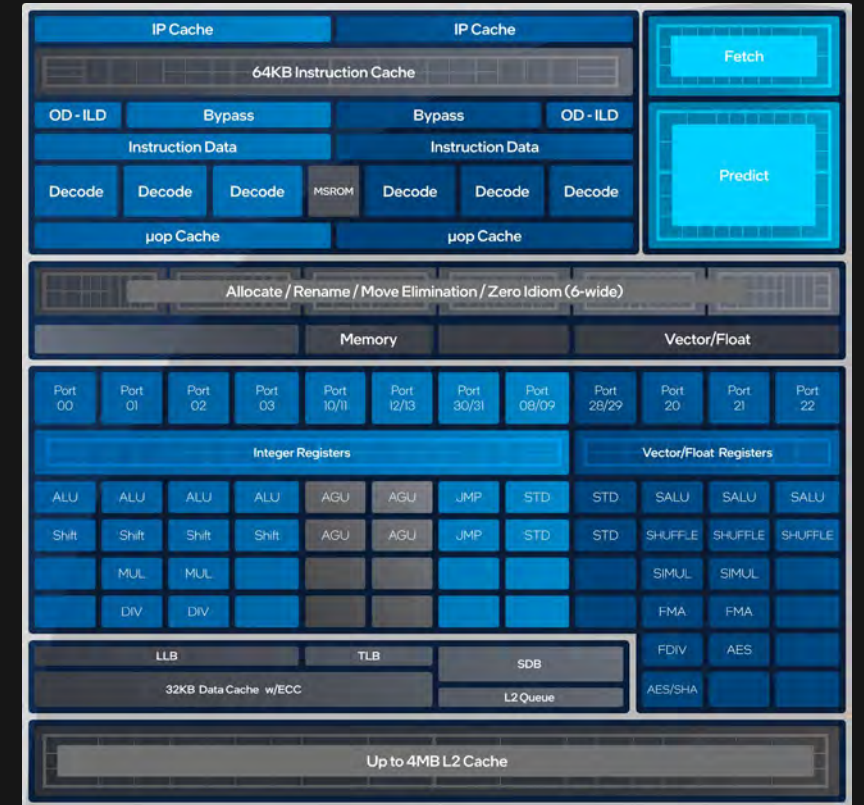 IP Cache IP Cache
Fetch
64KB Instruction Cache
OD - ILD Bypass Bypass OD - ILD
Instruction Data Instruction Data
Predict
Decode Decode Decode MSROM Decode Decode Decode
μop Cache μop Cache
Allocate / Rename / Move Elimination / Zero Idiom (6-wide)
Memory Vector/Float
Port 00 Port 01 Port 02 Port 03 Port 10/11 Port 12/13 Port 30/31 Port 08/09 Port 28/29 Port 20 Port 21 Port 22
Integer Registers Vector/Float Registers
ALU ALU ALU ALU AGU AGU JMP STD STD SALU SALU SALU
Shift Shift Shift Shift AGU AGU JMP STD STD SHUFFLE SHUFFLE SHUFFLE
MUL MUL SIMUL SIMUL
DIV DIV FMA FMA
LLB TLB SDB FDIV AES
32KB Data Cache w/ECC L2 Queue AES/SHA
Up to 4MB L2 Cache